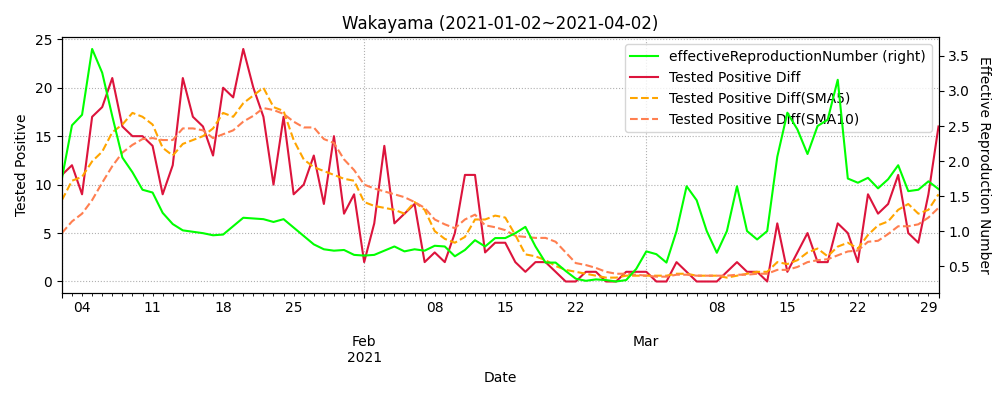 Wakayama (2021-01-02~2021-04-02)
effectiveReproductionNumber (right)
Tested Positive Diff
Tested Positive Diff(SMA5)
Tested Positive Diff(SMA10)
Tested Positive
25
20
15
10
5
0
Effective Reproduction Number
3.5
3.0
2.5
2.0
1.5
1.0
0.5
04 11 18 25 08 15 22 08 15 22 29
Feb Mar
2021
Date